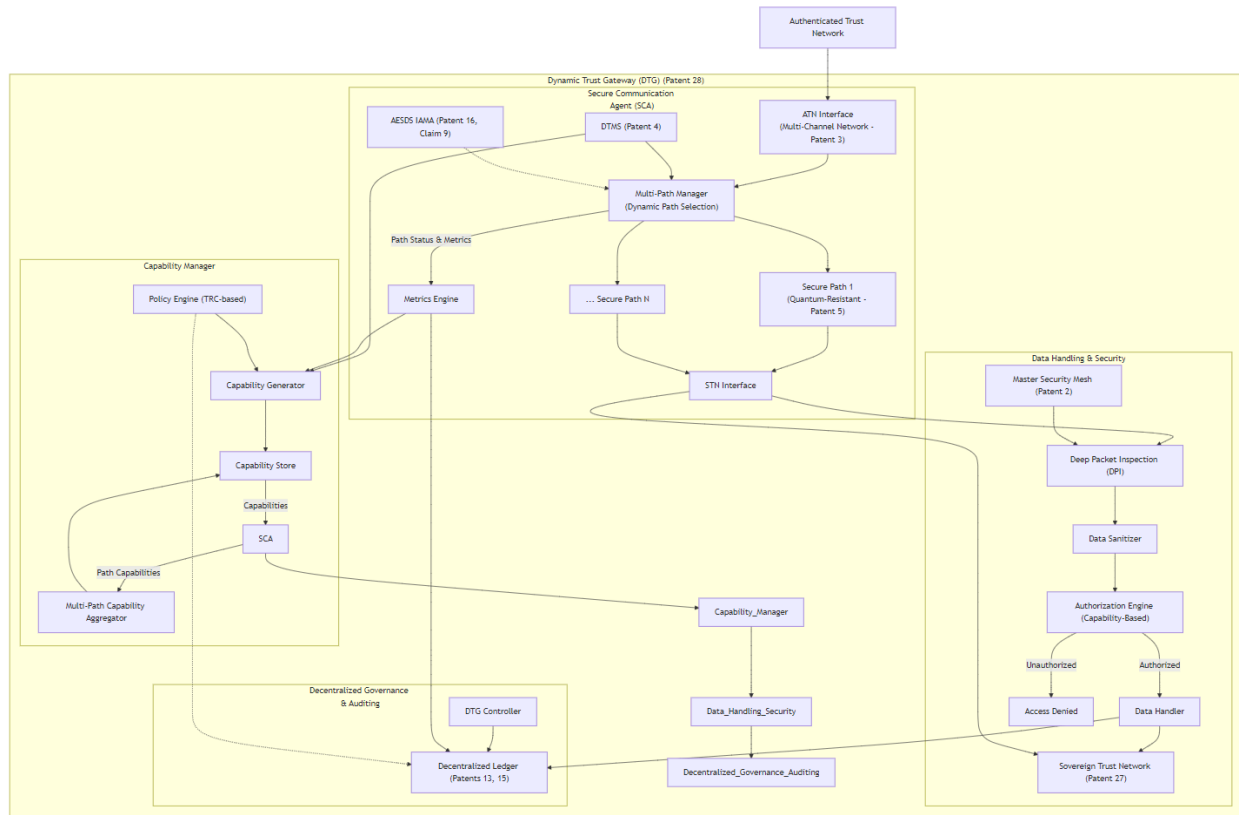 Authenticated Trust
Network
Dynamic Trust Gateway (DTG) (Patent 28)
Secure Communication
Agent (SCA)
AESDS IAMA (Patent 16,
Claim 9)
DTMS (Patent 4)
ATN Interface
(Multi-Channel Network -
Patent 3)
Multi-Path Manager
(Dynamic Path Selection)
Path Status & Metrics
Metrics Engine
... Secure Path N
Secure Path 1
(Quantum-Resistant -
Patent 5)
STN Interface
Capability Manager
Policy Engine (TRC-based)
Capability Generator
Capability Store
Capabilities
SCA
Path Capabilities
Multi-Path Capability
Aggregator
Data Handling & Security
Master Security Mesh
(Patent 2)
Deep Packet Inspection
(DPI)
Data Sanitizer
Authorization Engine
(Capability-Based)
Unauthorized
Authorized
Access Denied
Data Handler
Sovereign Trust Network
(Patent 27)
Capability_Manager
Data_Handling_Security
Decentralized_Governance_Auditing
Decentralized Governance
& Auditing
DTG Controller
Decentralized Ledger
(Patents 13, 15)